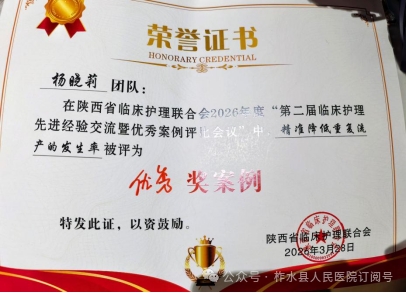 荣誉证书
HONORARY CREDENTIAL
杨晓莉 团队：
在陕西省临床护理联合会2026年度“第二届临床护理
先进经验交流暨优秀案例评比会议”中，精准降低重复流
产的发生率被评为
优秀 奖案例
特发此证，以资鼓励。
陕西省临床护理联合会
2026年3月28日
公众号·柞水县人民医院订阅号